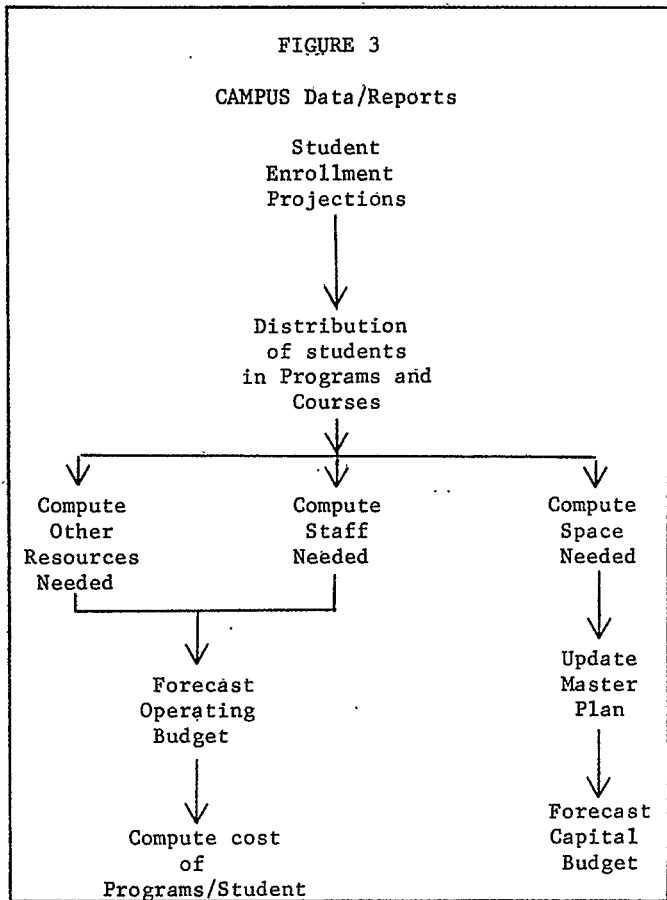 FIGURE 3
CAMPUS Data/Reports
Student
Enrollment
Projections
Distribution
of students
in Programs and
Courses
Compute
Other
Resources
Needed
Compute
Staff
Needed
Compute
Space
Needed
Forecast
Operating
Budget
Update
Master
Plan
Compute cost
of
Programs/Student
Forecast
Capital
Budget